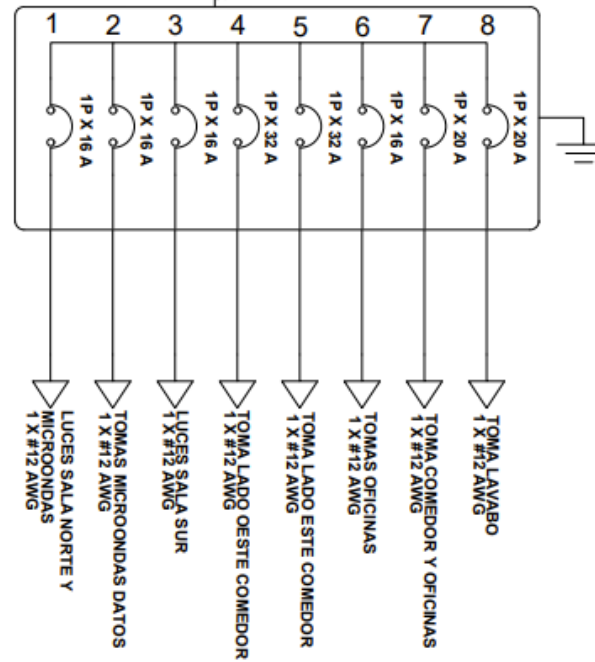 1 2 3 4 5 6 7 8
1P X 16 A
1P X 16 A
1P X 16 A
1P X 32 A
1P X 32 A
1P X 16 A
1P X 20 A
1P X 20 A
LUCES SALA NORTE Y
MICROONDAS
1 X #12 AWG
TOMAS MICROONDAS DATOS
1 X #12 AWG
LUCES SALA SUR
1 X #12 AWG
TOMA LADO OESTE COMEDOR
1 X #12 AWG
TOMA LADO ESTE COMEDOR
1 X #12 AWG
TOMAS OFICINAS
1 X #12 AWG
TOMA COMEDOR Y OFICINAS
1 X #12 AWG
TOMA LAVABO
1 X #12 AWG